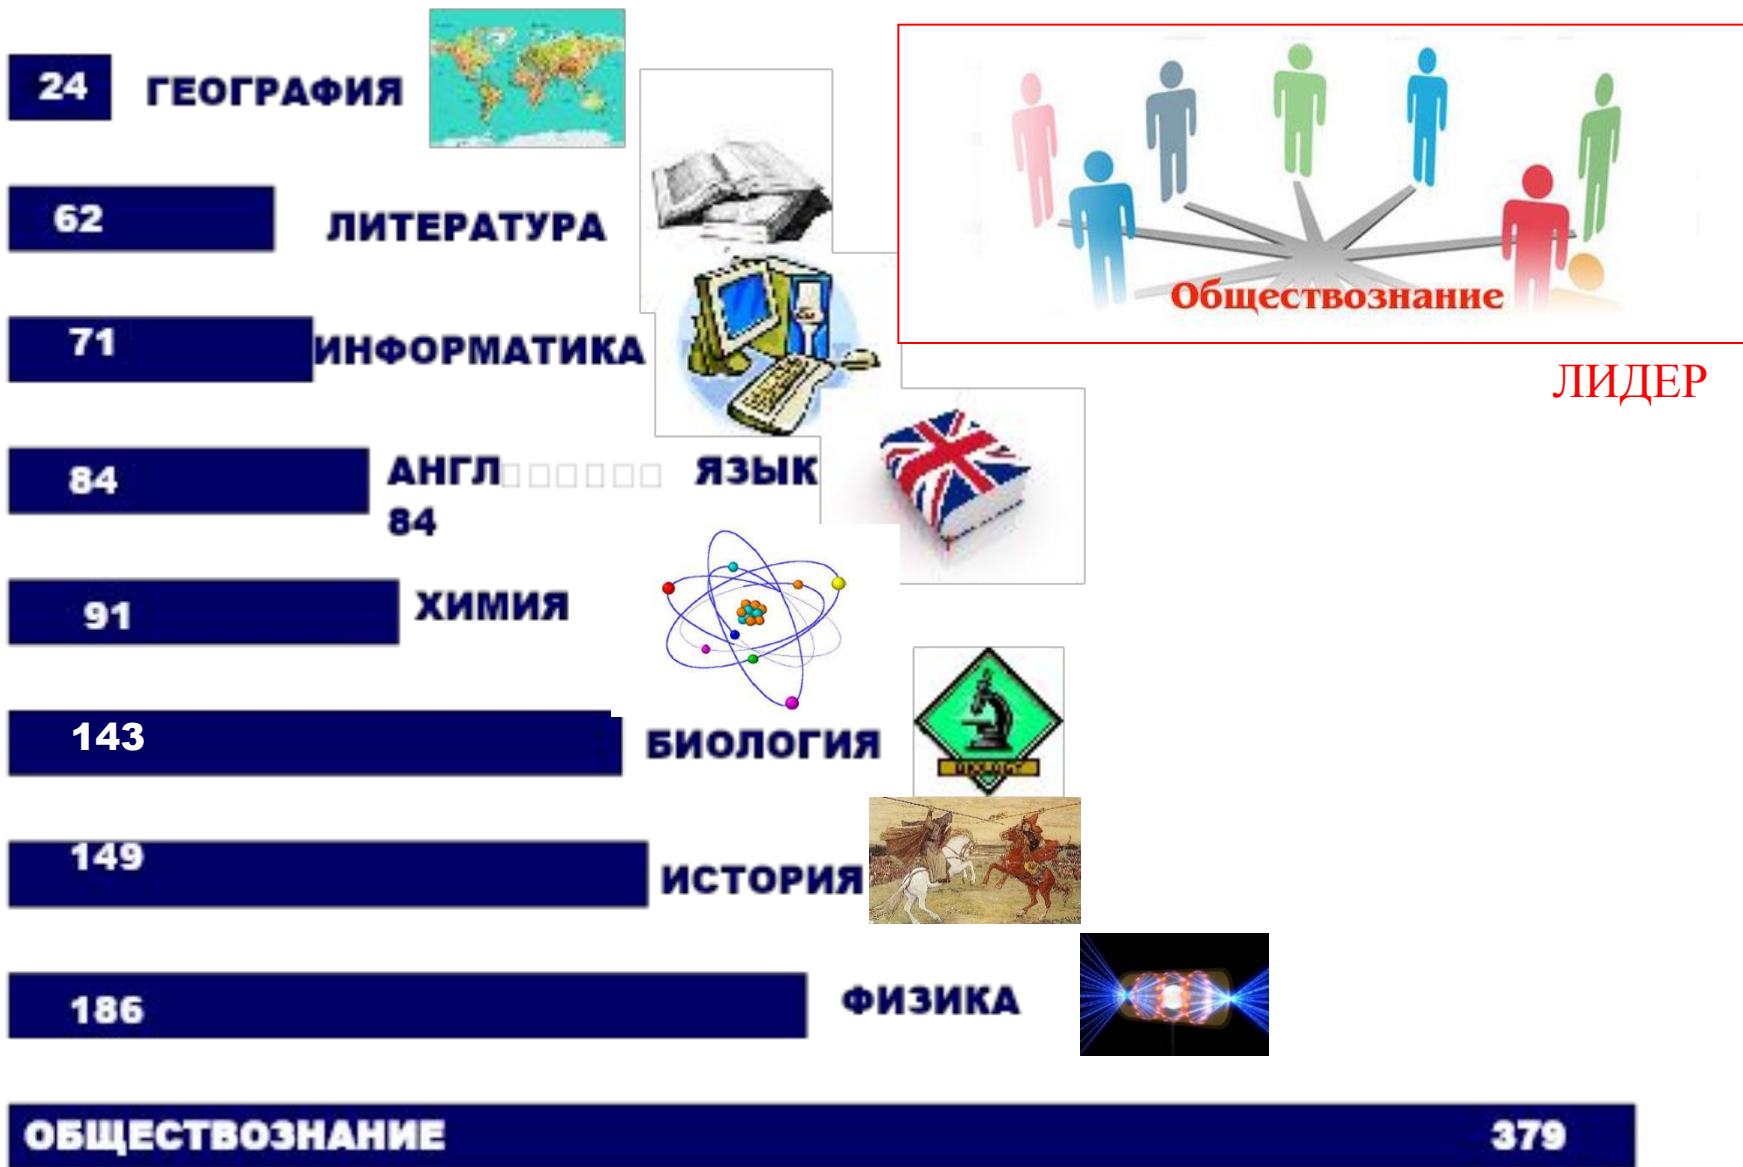 24 ГЕОГРАФИЯ
62 ЛИТЕРАТУРА
71 ИНФОРМАТИКА
84 АНГЛ□□□□□□ ЯЗЫК
84
91 ХИМИЯ
143 БИОЛОГИЯ
149 ИСТОРИЯ
186 ФИЗИКА
ОБЩЕСТВОЗНАНИЕ 379
Обществознание
ЛИДЕР